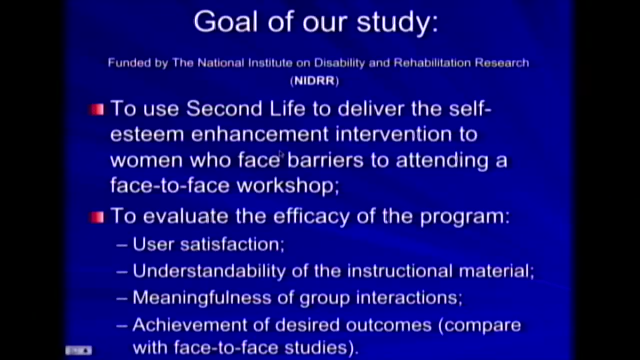 Goal of our study:
Funded by The National Institute on Disability and Rehabilitation Research
(NIDRR)
To use Second Life to deliver the self-
esteem enhancement intervention to
women who face barriers to attending a
face-to-face workshop;
To evaluate the efficacy of the program:
– User satisfaction;
– Understandability of the instructional material;
– Meaningfulness of group interactions;
– Achievement of desired outcomes (compare
with face-to-face studies).